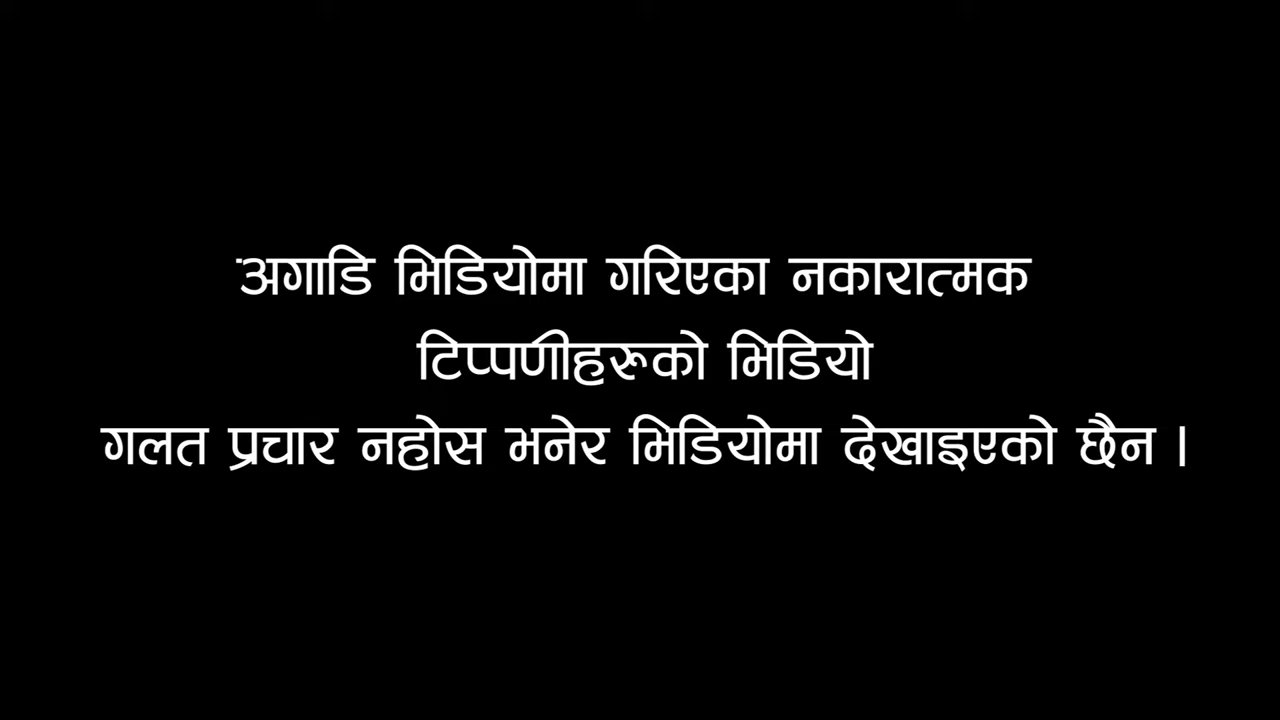 अगाडि भिडियोमा गरिएका नकारात्मक
टिप्पणीहरूको भिडियो
गलत प्रचार नहोस भनेर भिडियोमा देखाइएको छैन ।